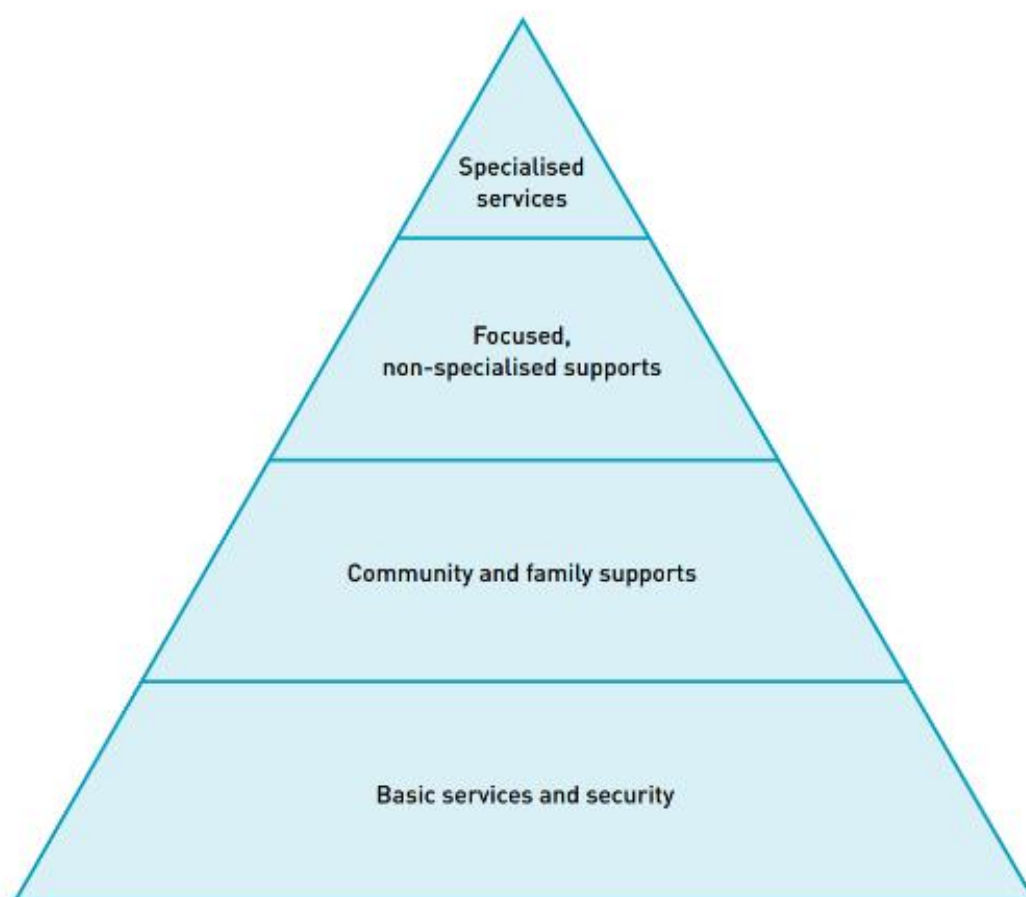 Specialised
services
Focused,
non-specialised supports
Community and family supports
Basic services and security